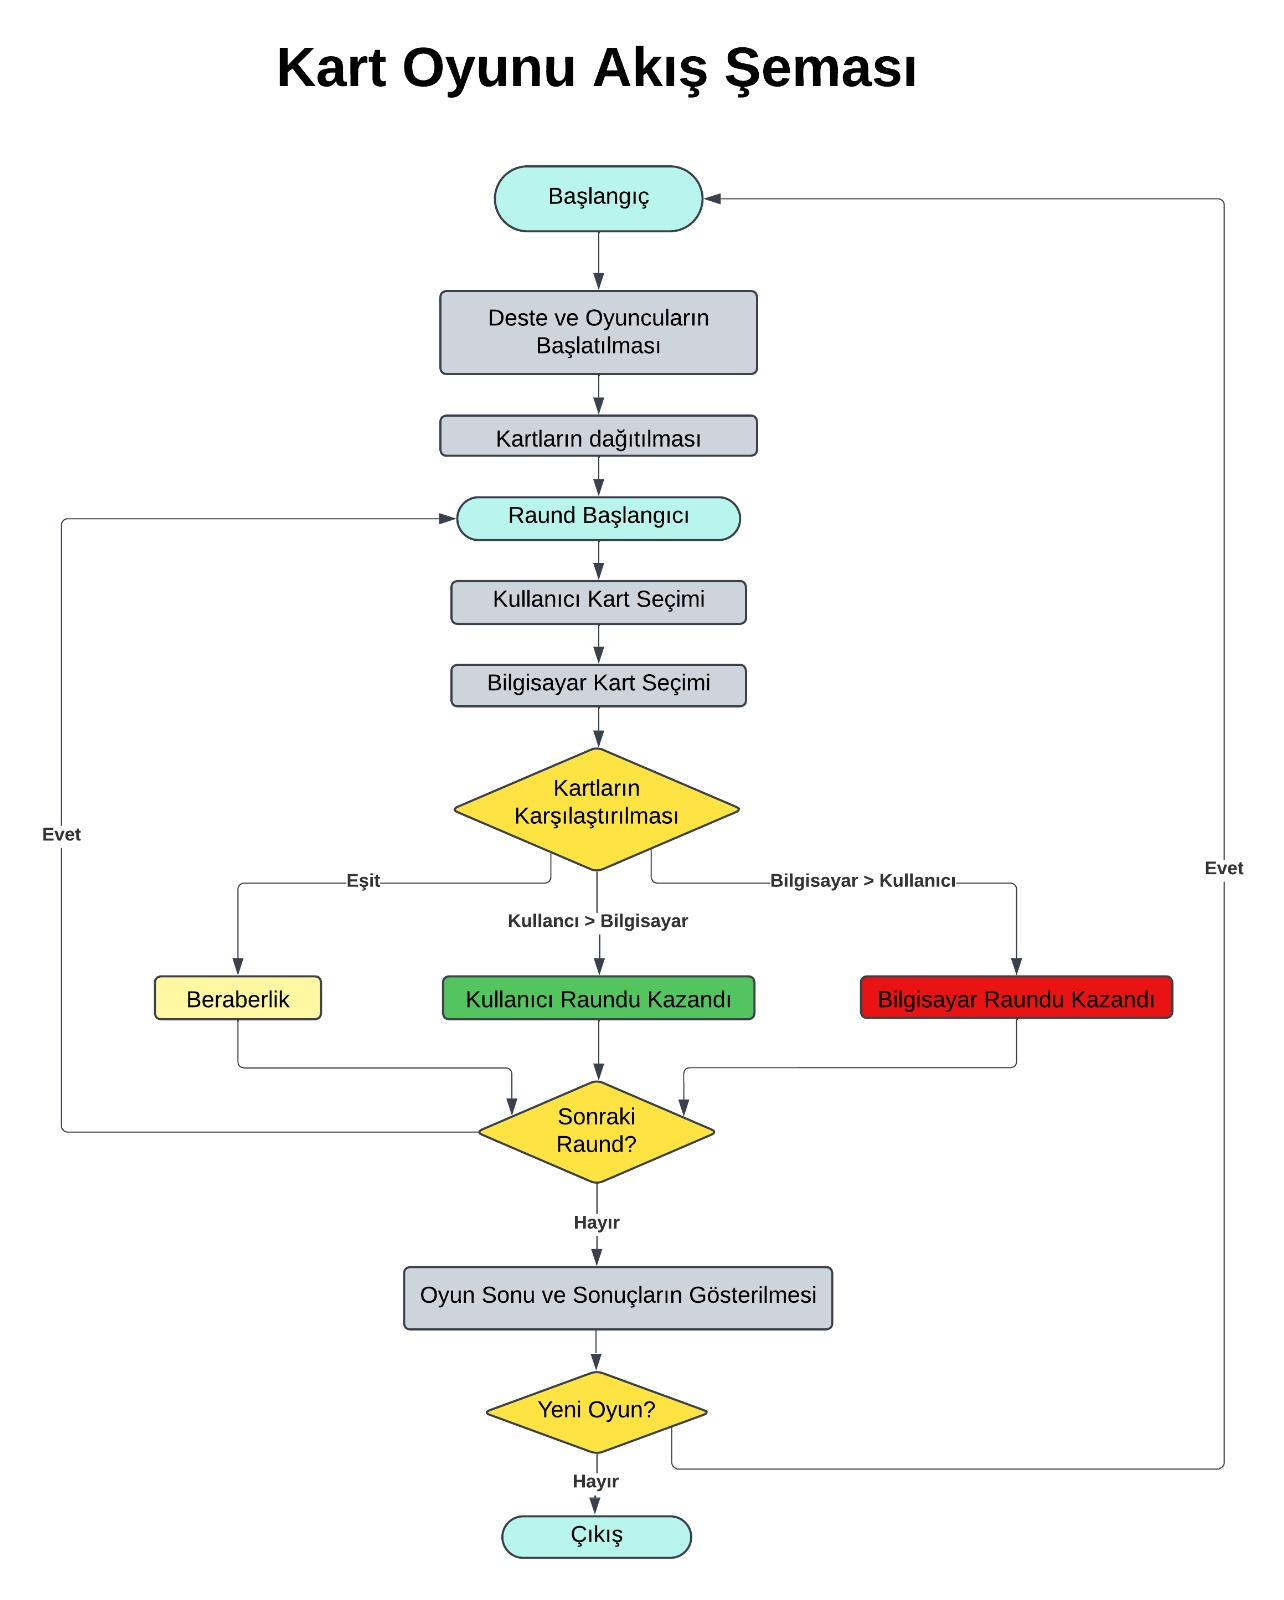 Kart Oyunu Akış Şeması
Başlangıç
Deste ve Oyuncuların
Başlatılması
Kartların dağıtılması
Raund Başlangıcı
Kullanıcı Kart Seçimi
Bilgisayar Kart Seçimi
Kartların
Karşılaştırılması
Evet
Evet
Eşit
Bilgisayar > Kullanıcı
Kullancı > Bilgisayar
Beraberlik
Kullanıcı Raundu Kazandı
Bilgisayar Raundu Kazandı
Sonraki
Raund?
Hayır
Oyun Sonu ve Sonuçların Gösterilmesi
Yeni Oyun?
Hayır
Çıkış